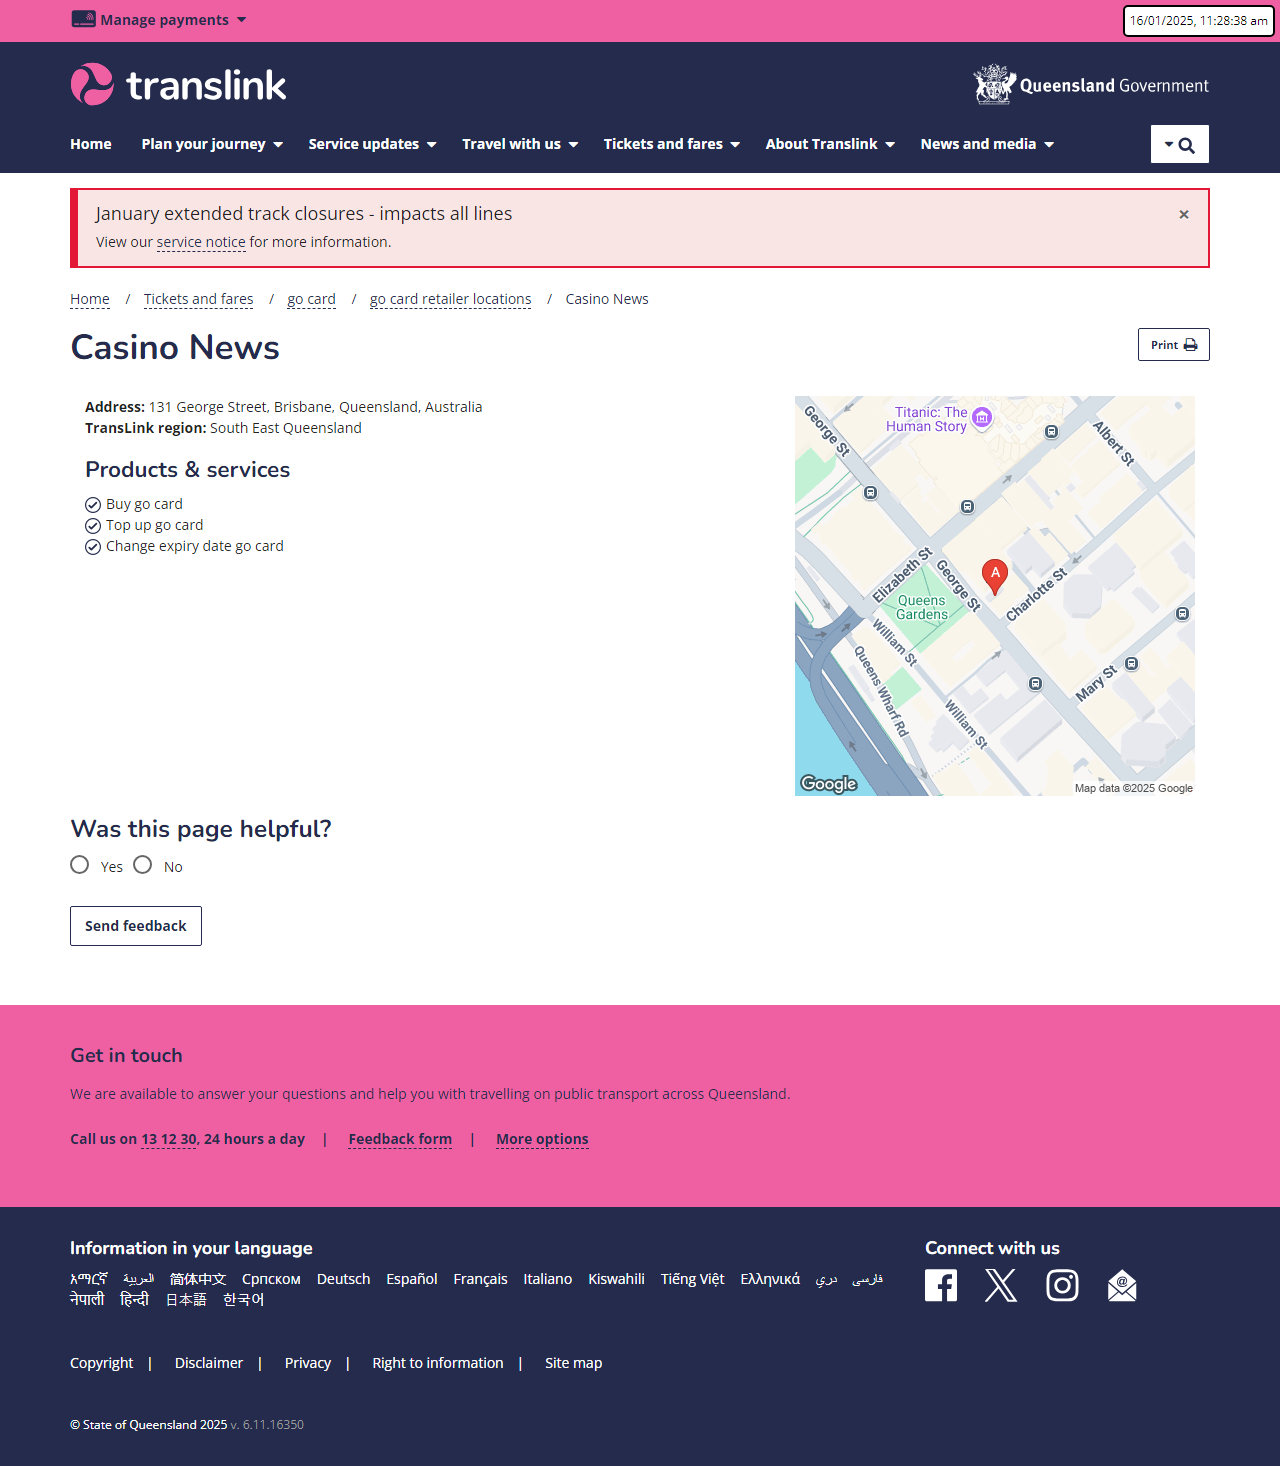 Manage payments
16/01/2025, 11:28:38 am
translink
Queensland Government
Home Plan your journey Service updates Travel with us Tickets and fares About Translink News and media
January extended track closures - impacts all lines
×
View our service notice for more information.
Home / Tickets and fares / go card / go card retailer locations / Casino News
Casino News
Print
Address: 131 George Street, Brisbane, Queensland, Australia
TransLink region: South East Queensland
Products & services
Buy go card
Top up go card
Change expiry date go card
George St
Titanic: The
Human Story
Albert St
Elizabeth St
George St
A
Charlotte St
Queens
Gardens
William St
Queens Wharf Rd
William St
Mary St
Google
Map data ©2025 Google
Was this page helpful?
Yes No
Send feedback
Get in touch
We are available to answer your questions and help you with travelling on public transport across Queensland.
Call us on 13 12 30, 24 hours a day | Feedback form | More options
Information in your language
Connect with us
አማርኛ العربية 简体中文 Српском Deutsch Español Français Italiano Kiswahili Tiếng Việt Ελληνικά دري فارسی
नेपाली हिन्दी 日本語 한국어
Copyright | Disclaimer | Privacy | Right to information | Site map
© State of Queensland 2025 v. 6.11.16350